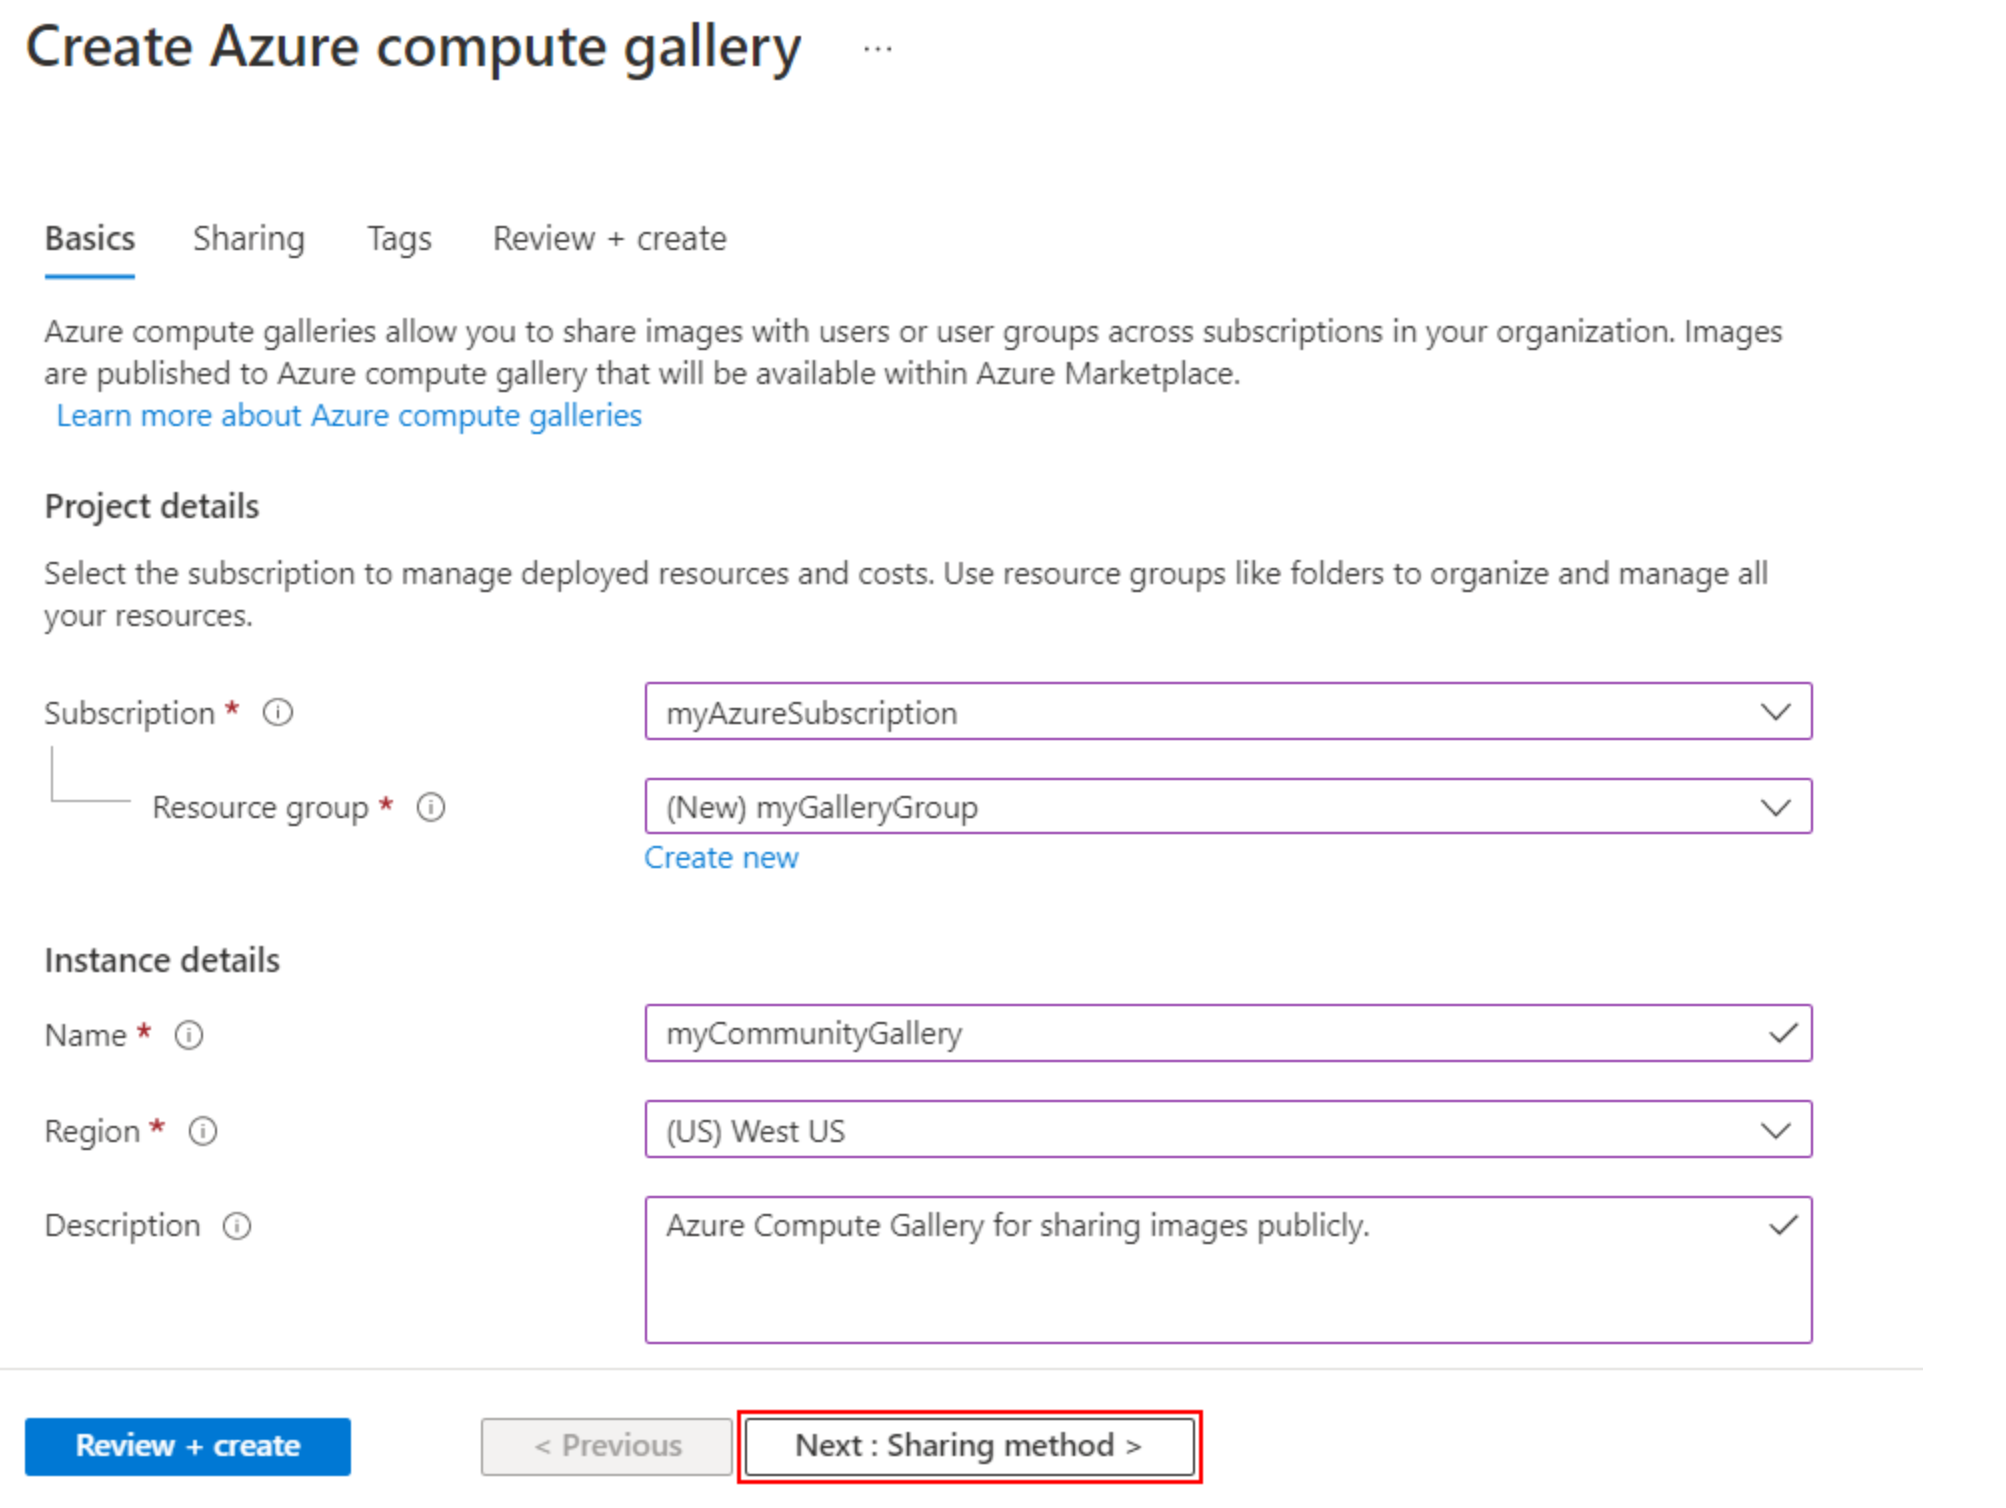 Create Azure compute gallery ...
Basics Sharing Tags Review + create
Azure compute galleries allow you to share images with users or user groups across subscriptions in your organization. Images
are published to Azure compute gallery that will be available within Azure Marketplace.
Learn more about Azure compute galleries
Project details
Select the subscription to manage deployed resources and costs. Use resource groups like folders to organize and manage all
your resources.
Subscription * myAzureSubscription
Resource group * (New) myGalleryGroup
Create new
Instance details
Name * myCommunityGallery
Region * (US) West US
Description Azure Compute Gallery for sharing images publicly.
Review + create < Previous Next : Sharing method >